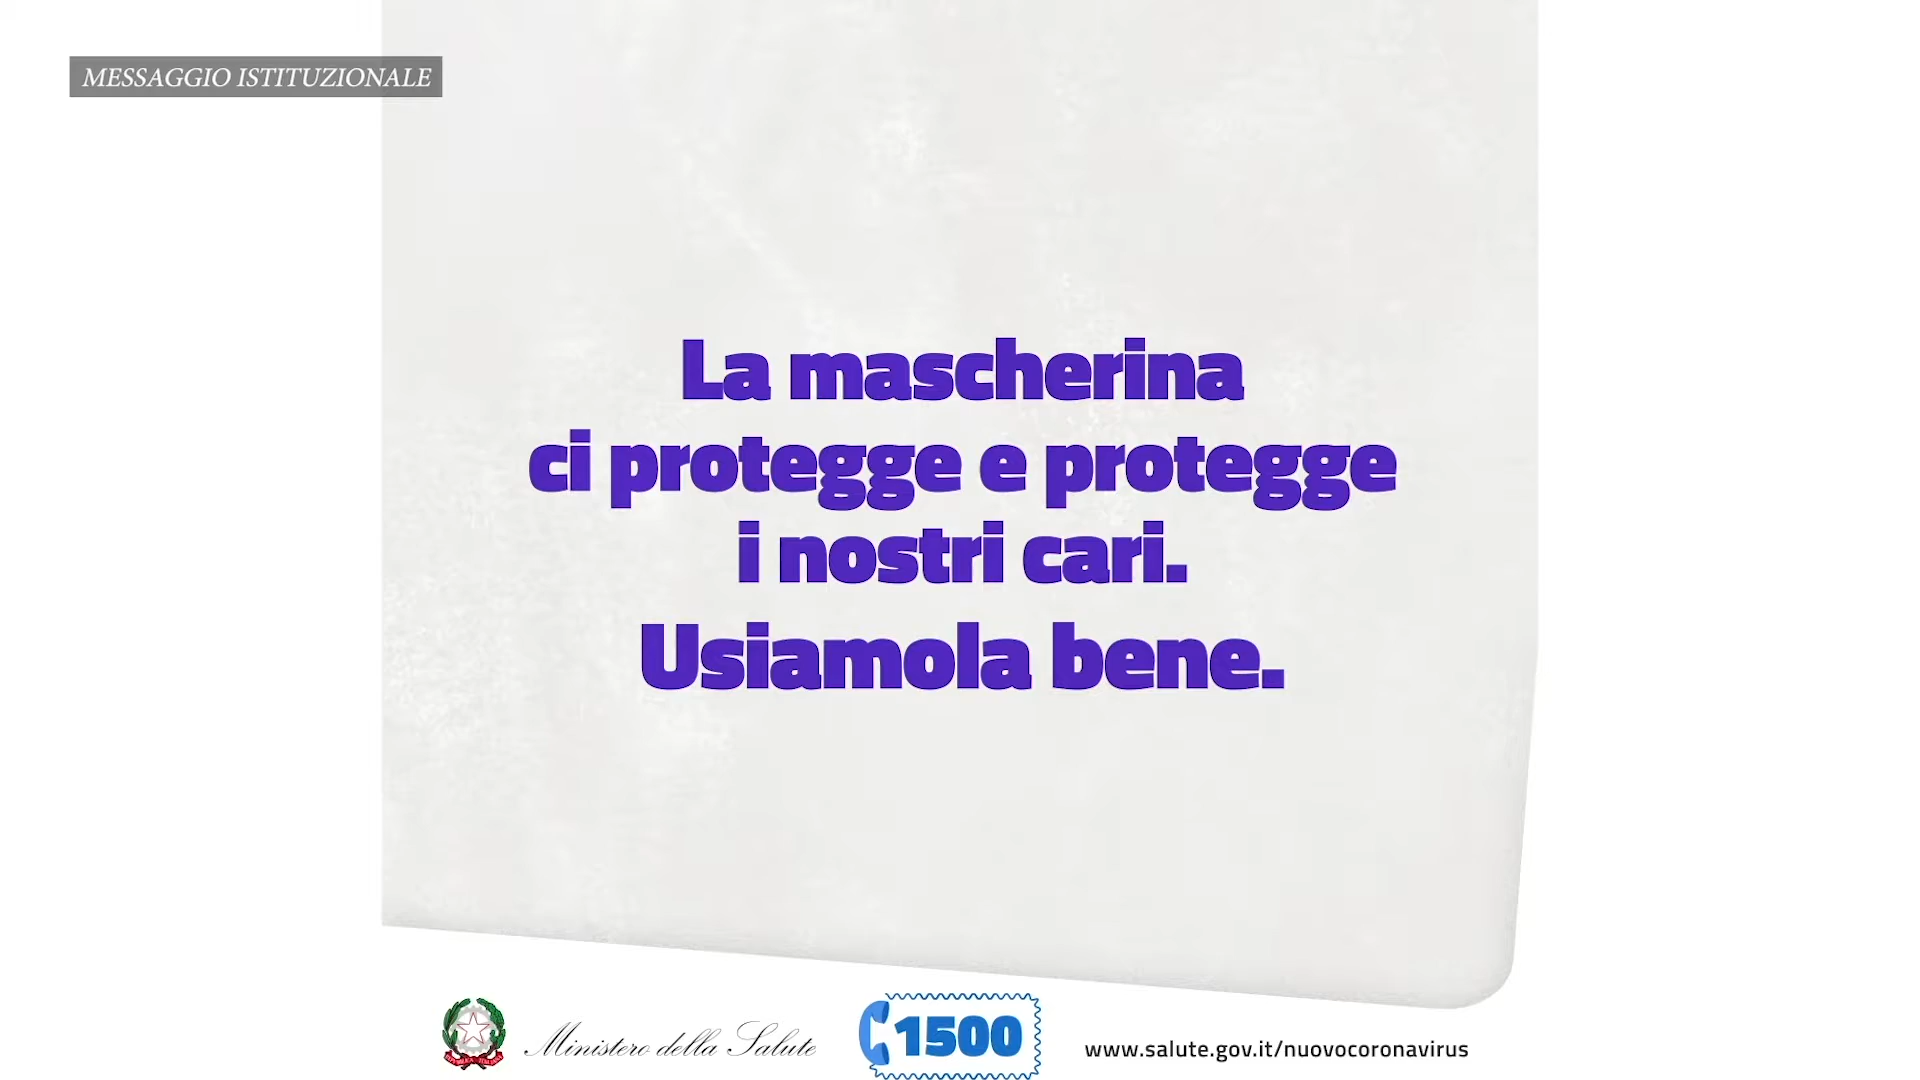 MESSAGGIO ISTITUZIONALE
La mascherina
ci protegge e protegge
i nostri cari.
Usiamola bene.
Ministero della Salute
1500
www.salute.gov.it/nuovocoronavirus